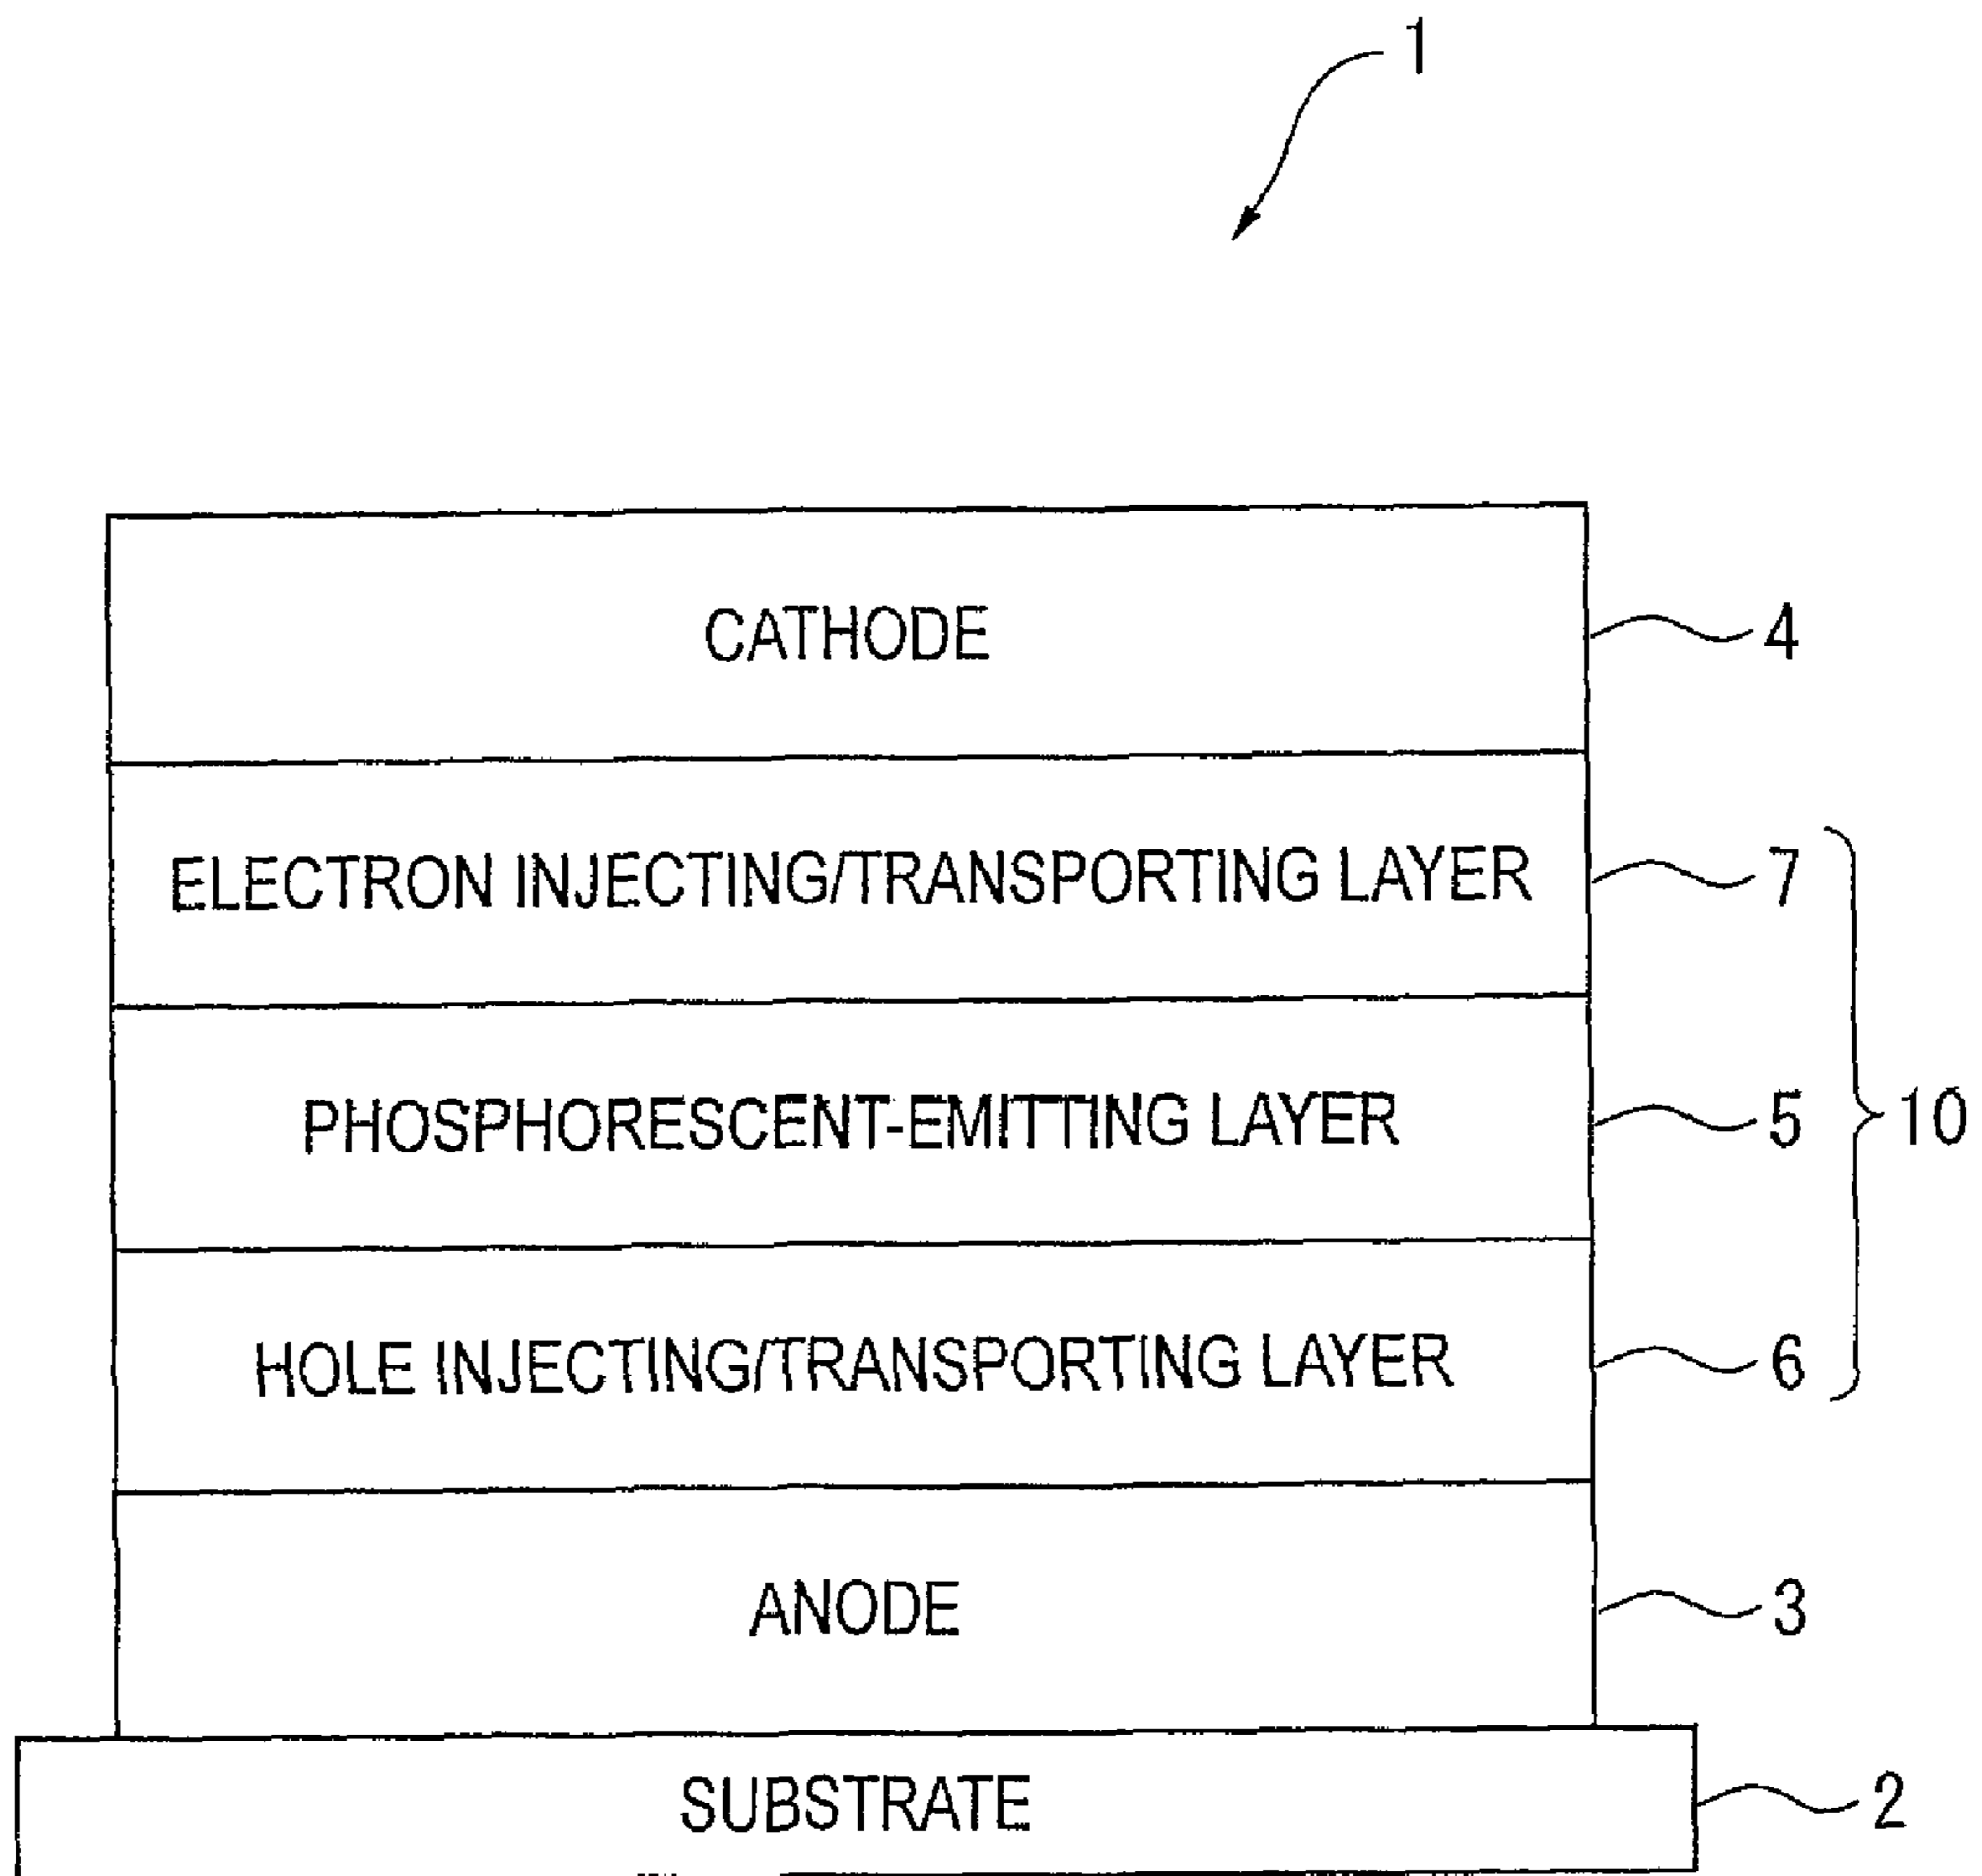 1
CATHODE 4
ELECTRON INJECTING/TRANSPORTING LAYER 7
PHOSPHORESCENT-EMITTING LAYER 5 10
HOLE INJECTING/TRANSPORTING LAYER 6
ANODE 3
SUBSTRATE 2